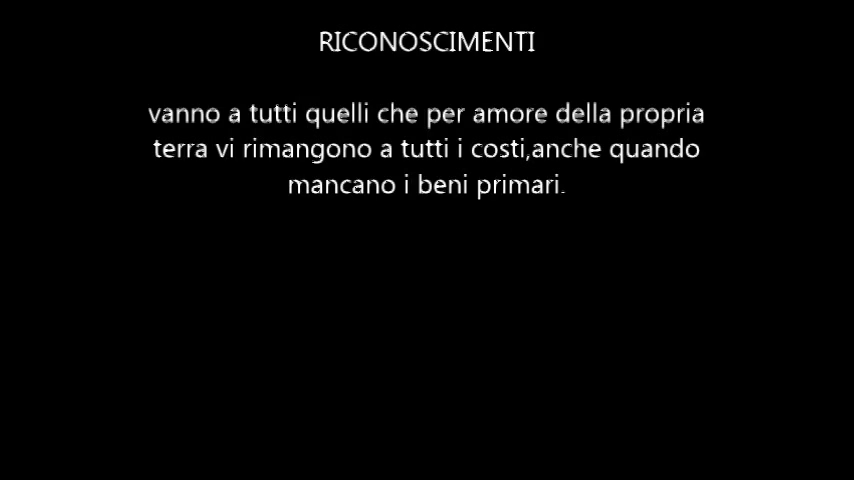 RICONOSCIMENTI
vanno a tutti quelli che per amore della propria
terra vi rimangono a tutti i costi,anche quando
mancano i beni primari.